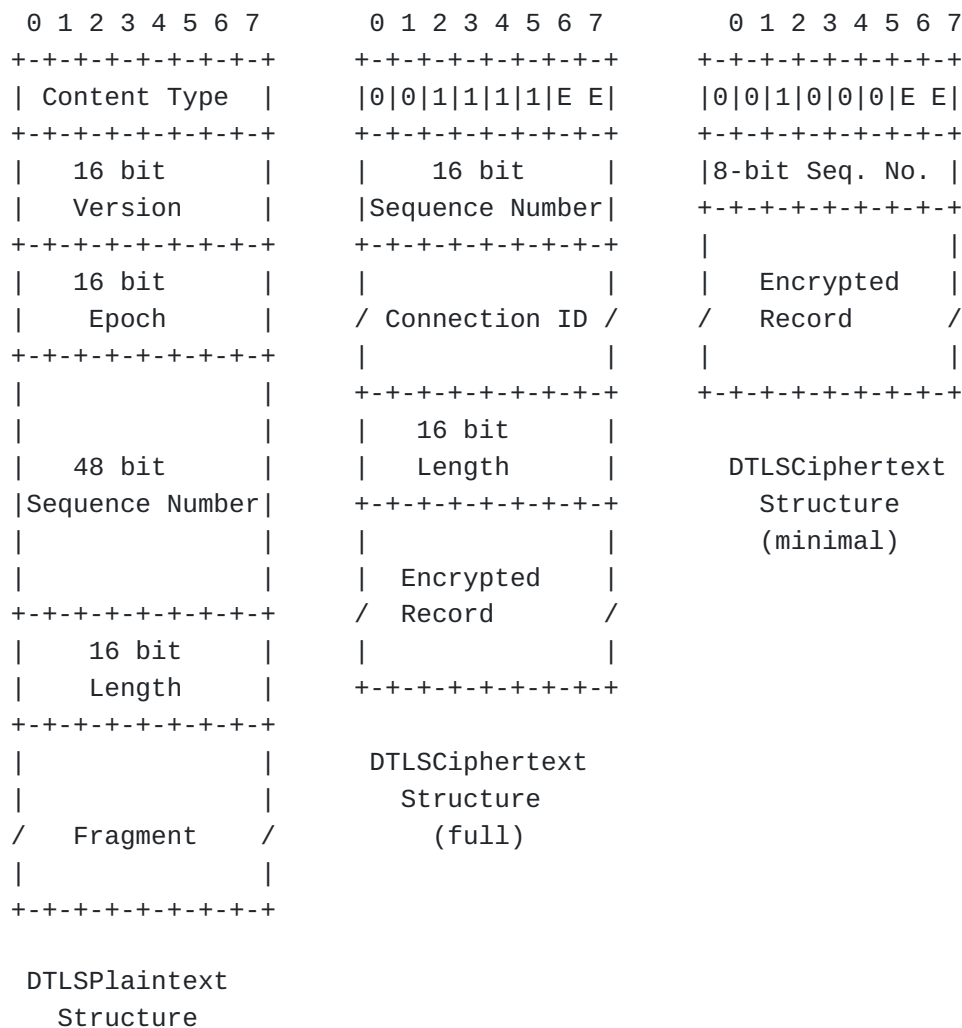 0 1 2 3 4 5 6 7       0 1 2 3 4 5 6 7        0 1 2 3 4 5 6 7
+-+-+-+-+-+-+-+-+     +-+-+-+-+-+-+-+-+     +-+-+-+-+-+-+-+-+
|  Content Type  |     |0|0|1|1|1|1|E E|     |0|0|1|0|0|0|E E|
+-+-+-+-+-+-+-+-+     +-+-+-+-+-+-+-+-+     +-+-+-+-+-+-+-+-+
|   16 bit      |     |    16 bit     |     |8-bit Seq. No. |
|   Version     |     |Sequence Number|     +-+-+-+-+-+-+-+-+
+-+-+-+-+-+-+-+-+     +-+-+-+-+-+-+-+-+     |               |
|   16 bit      |     |               |     |   Encrypted   |
|    Epoch      |     / Connection ID /     /   Record      /
+-+-+-+-+-+-+-+-+     |               |     |               |
|               |     +-+-+-+-+-+-+-+-+     +-+-+-+-+-+-+-+-+
|               |     |   16 bit      |
|   48 bit      |     |   Length      |       DTLSCiphertext
|Sequence Number|     +-+-+-+-+-+-+-+-+         Structure
|               |     |               |         (minimal)
|               |     |  Encrypted    |
+-+-+-+-+-+-+-+-+     /  Record       /
|    16 bit     |     |               |
|    Length     |     +-+-+-+-+-+-+-+-+
+-+-+-+-+-+-+-+-+
|               |      DTLSCiphertext
|               |        Structure
/   Fragment    /          (full)
|               |
+-+-+-+-+-+-+-+-+

 DTLSPlaintext
   Structure